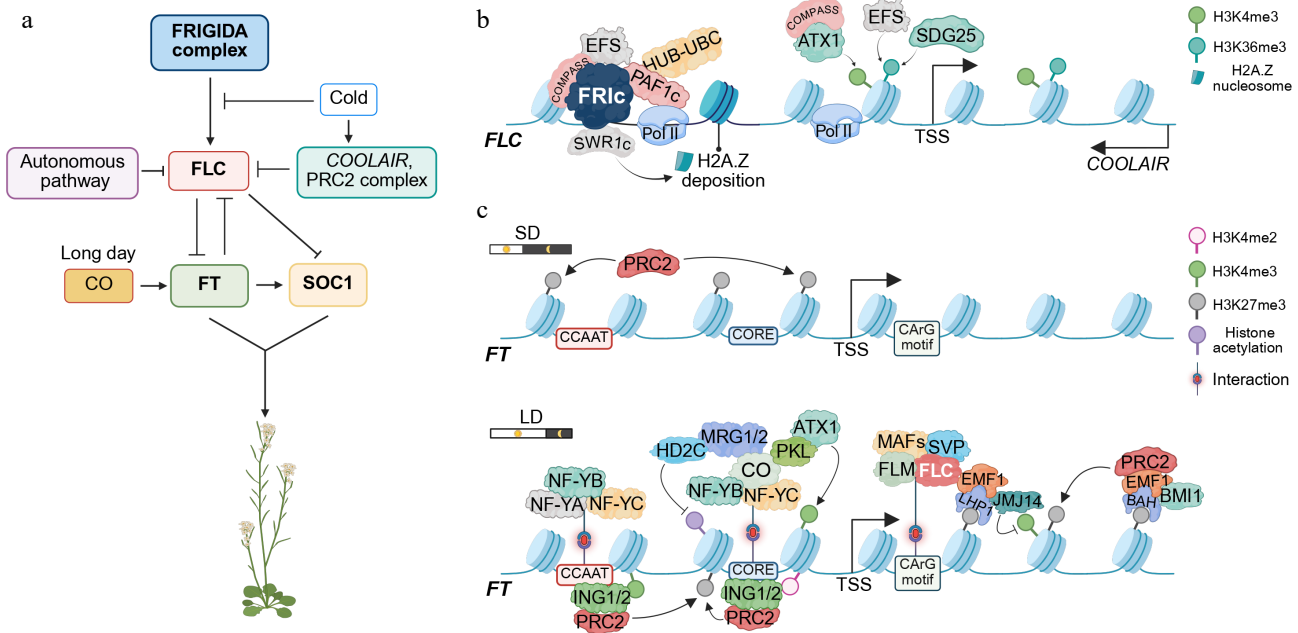 a
FRIGIDA
complex
Cold
Autonomous
pathway
FLC
COOLAIR,
PRC2 complex
Long day
CO
FT
SOC1
b
EFS
COMPASS
HUB-UBC
FRIc
PAF1c
Pol II
SWR1c
FLC
H2A.Z
deposition
COMPASS
ATX1
EFS
SDG25
Pol II
TSS
COOLAIR
H3K4me3
H3K36me3
H2A.Z
nucleosome
c
SD
PRC2
CCAAT
CORE
TSS
CArG
motif
FT
H3K4me2
H3K4me3
H3K27me3
Histone
acetylation
Interaction
LD
NF-YB
NF-YA
NF-YC
CCAAT
ING1/2
PRC2
HD2C
MRG1/2
CO
PKL
ATX1
NF-YB
NF-YC
CORE
ING1/2
PRC2
TSS
MAFs
SVP
FLM
FLC
EMF1
LHP1
JMJ14
CArG
motif
PRC2
EMF1
BAH
BMI1
FT